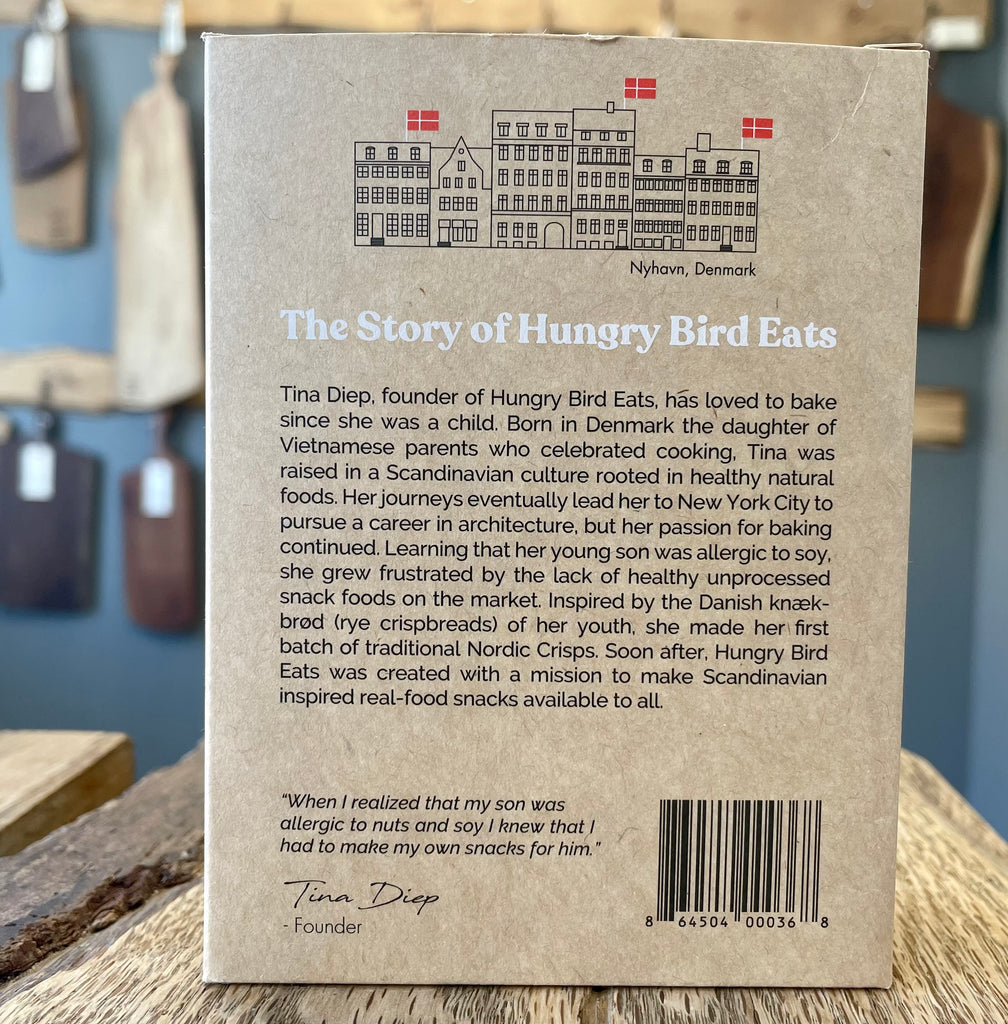 Nyhavn, Denmark
The Story of Hungry Bird Eats
Tina Diep, founder of Hungry Bird Eats, has loved to bake
since she was a child. Born in Denmark the daughter of
Vietnamese parents who celebrated cooking, Tina was
raised in a Scandinavian culture rooted in healthy natural
foods. Her journeys eventually lead her to New York City to
pursue a career in architecture, but her passion for baking
continued. Learning that her young son was allergic to soy,
she grew frustrated by the lack of healthy unprocessed
snack foods on the market. Inspired by the Danish knæk-
brød (rye crispbreads) of her youth, she made her first
batch of traditional Nordic Crisps. Soon after, Hungry Bird
Eats was created with a mission to make Scandinavian
inspired real-food snacks available to all.
“When I realized that my son was
allergic to nuts and soy I knew that I
had to make my own snacks for him.”
Tina Diep
- Founder
8 64504 00036 8